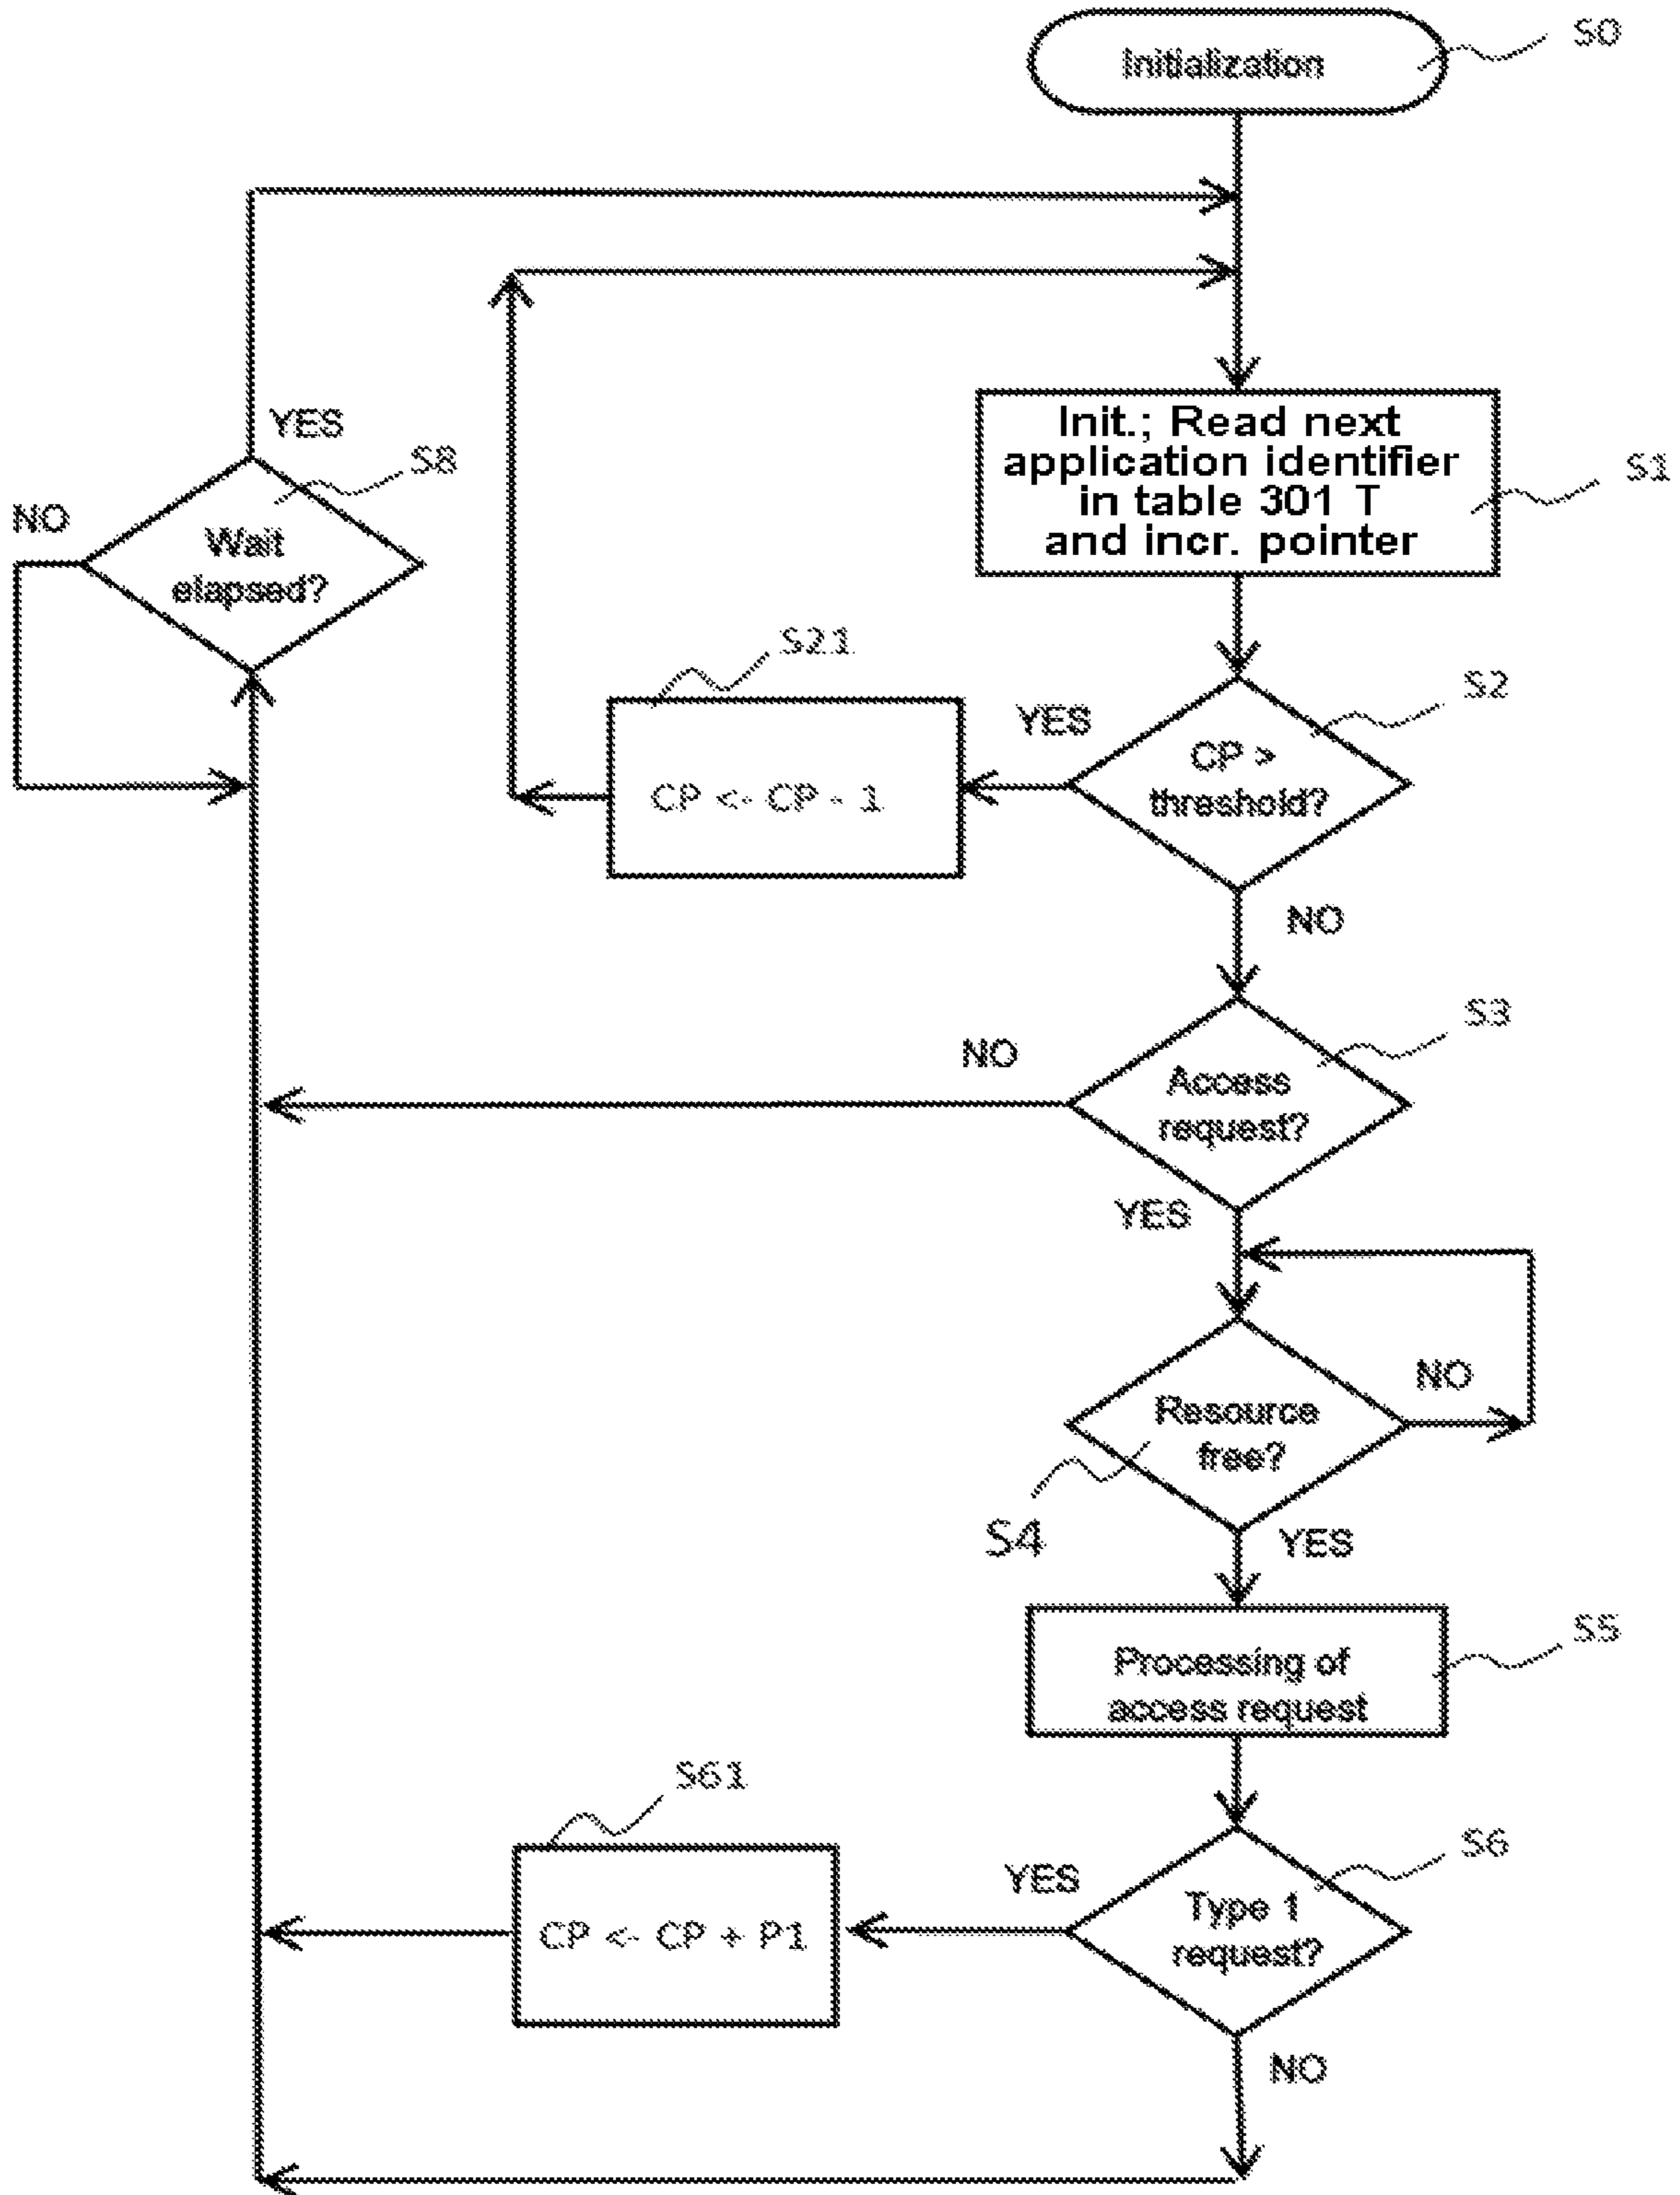 Initialization
S0
YES
S8
NO
Wait
elapsed?
Init.; Read next
application identifier
in table 301 T
and incr. pointer
S1
S21
CP <- CP - 1
YES
S2
CP >
threshold?
NO
S3
NO
Access
request?
YES
NO
Resource
free?
S4
YES
S5
Processing of
access request
S61
CP <- CP + P1
YES
S6
Type 1
request?
NO